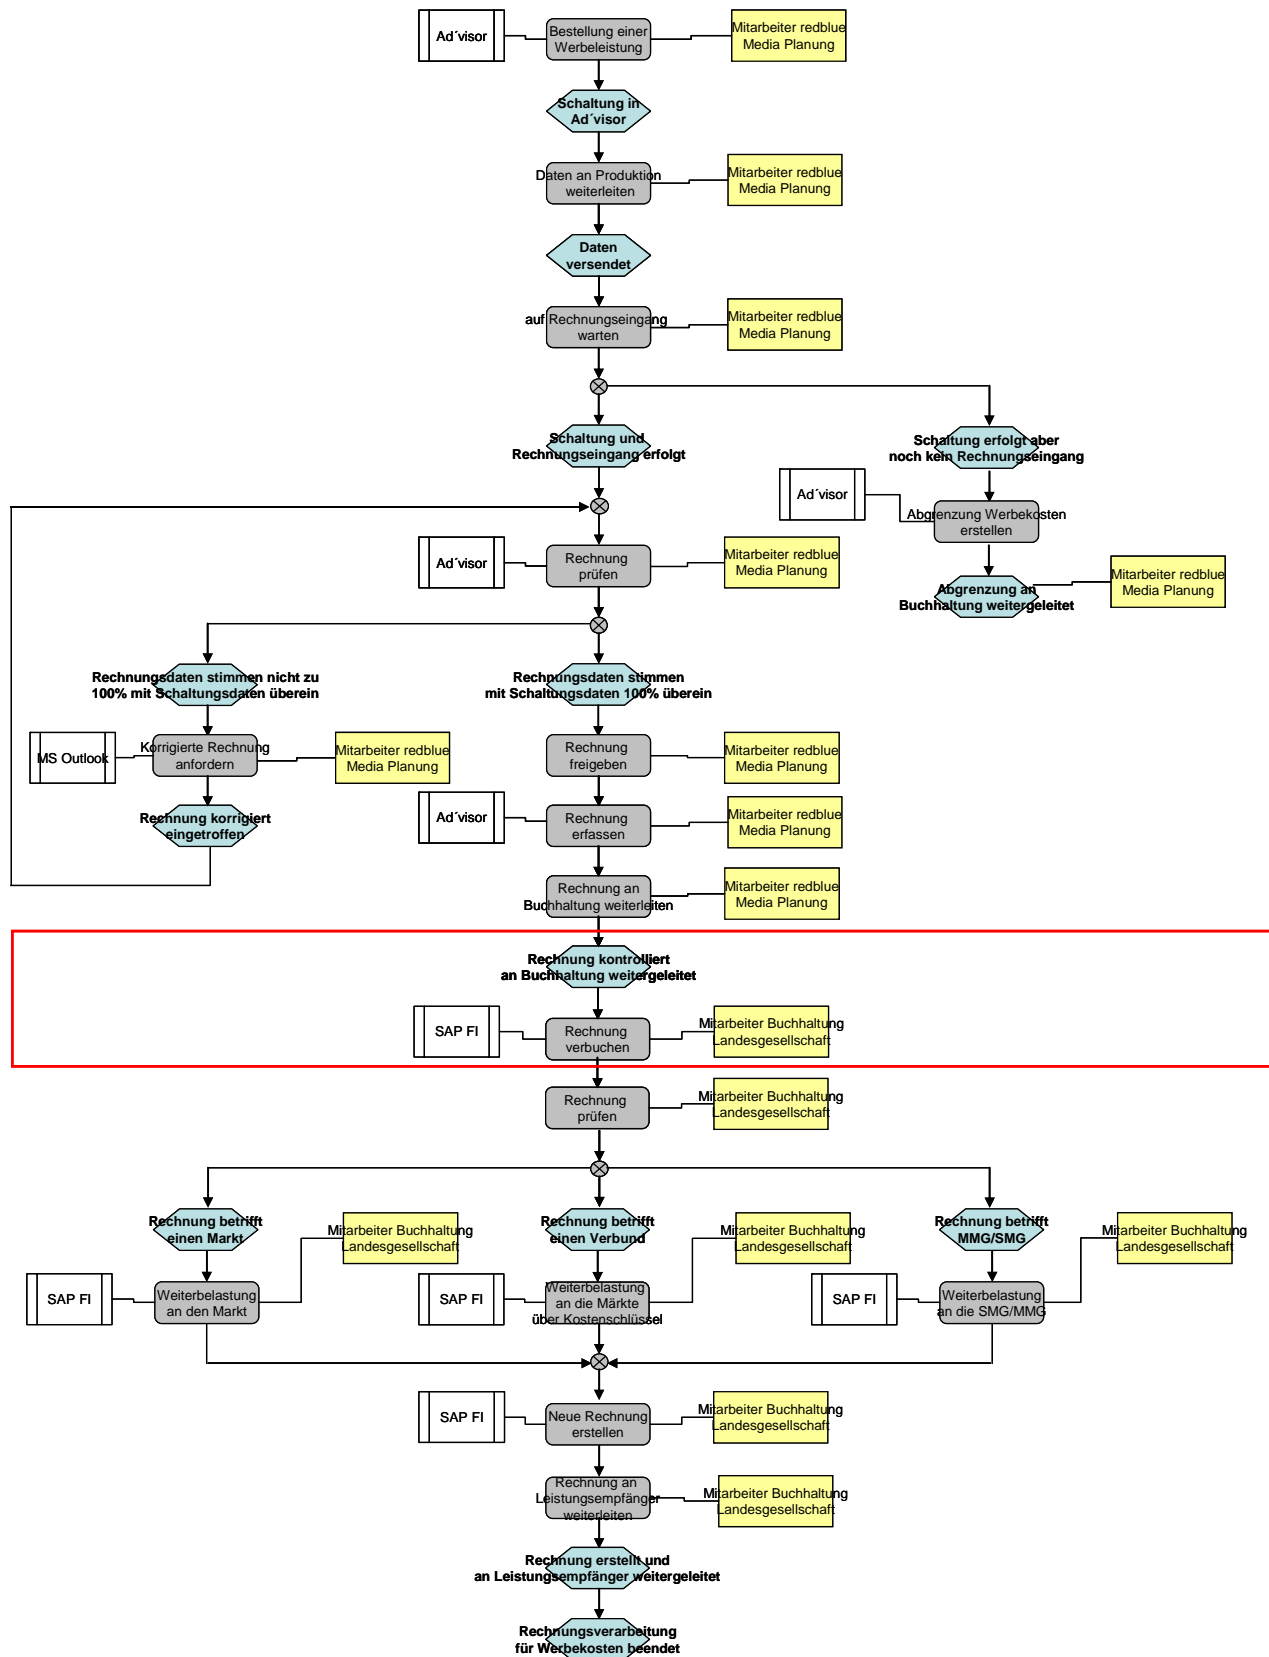 Ad´visor
Bestellung einer
Werbeleistung
Mitarbeiter redblue
Media Planung
Schaltung in
Ad´visor
Daten an Produktion
weiterleiten
Mitarbeiter redblue
Media Planung
Daten
versendet
auf Rechnungseingang
warten
Mitarbeiter redblue
Media Planung
Schaltung und
Rechnungseingang erfolgt
Schaltung erfolgt aber
noch kein Rechnungseingang
Ad´visor
Abgrenzung Werbekosten
erstellen
Ad´visor
Rechnung
prüfen
Mitarbeiter redblue
Media Planung
Abgrenzung an
Buchhaltung weitergeleitet
Mitarbeiter redblue
Media Planung
Rechnungsdaten stimmen nicht zu
100% mit Schaltungsdaten überein
Rechnungsdaten stimmen
mit Schaltungsdaten 100% überein
MS Outlook
Korrigierte Rechnung
anfordern
Mitarbeiter redblue
Media Planung
Rechnung
freigeben
Mitarbeiter redblue
Media Planung
Rechnung korrigiert
eingetroffen
Ad´visor
Rechnung
erfassen
Mitarbeiter redblue
Media Planung
Rechnung an
Buchhaltung weiterleiten
Mitarbeiter redblue
Media Planung
Rechnung kontrolliert
an Buchhaltung weitergeleitet
SAP FI
Rechnung
verbuchen
Mitarbeiter Buchhaltung
Landesgesellschaft
Rechnung
prüfen
Mitarbeiter Buchhaltung
Landesgesellschaft
Rechnung betrifft
einen Markt
Mitarbeiter Buchhaltung
Landesgesellschaft
Rechnung betrifft
einen Verbund
Mitarbeiter Buchhaltung
Landesgesellschaft
Rechnung betrifft
MMG/SMG
Mitarbeiter Buchhaltung
Landesgesellschaft
SAP FI
Weiterbelastung
an den Markt
SAP FI
Weiterbelastung
an die Märkte
über Kostenschlüssel
SAP FI
Weiterbelastung
an die SMG/MMG
SAP FI
Neue Rechnung
erstellen
Mitarbeiter Buchhaltung
Landesgesellschaft
Rechnung an
Leistungsempfänger
weiterleiten
Mitarbeiter Buchhaltung
Landesgesellschaft
Rechnung erstellt und
an Leistungsempfänger weitergeleitet
Rechnungsverarbeitung
für Werbekosten beendet